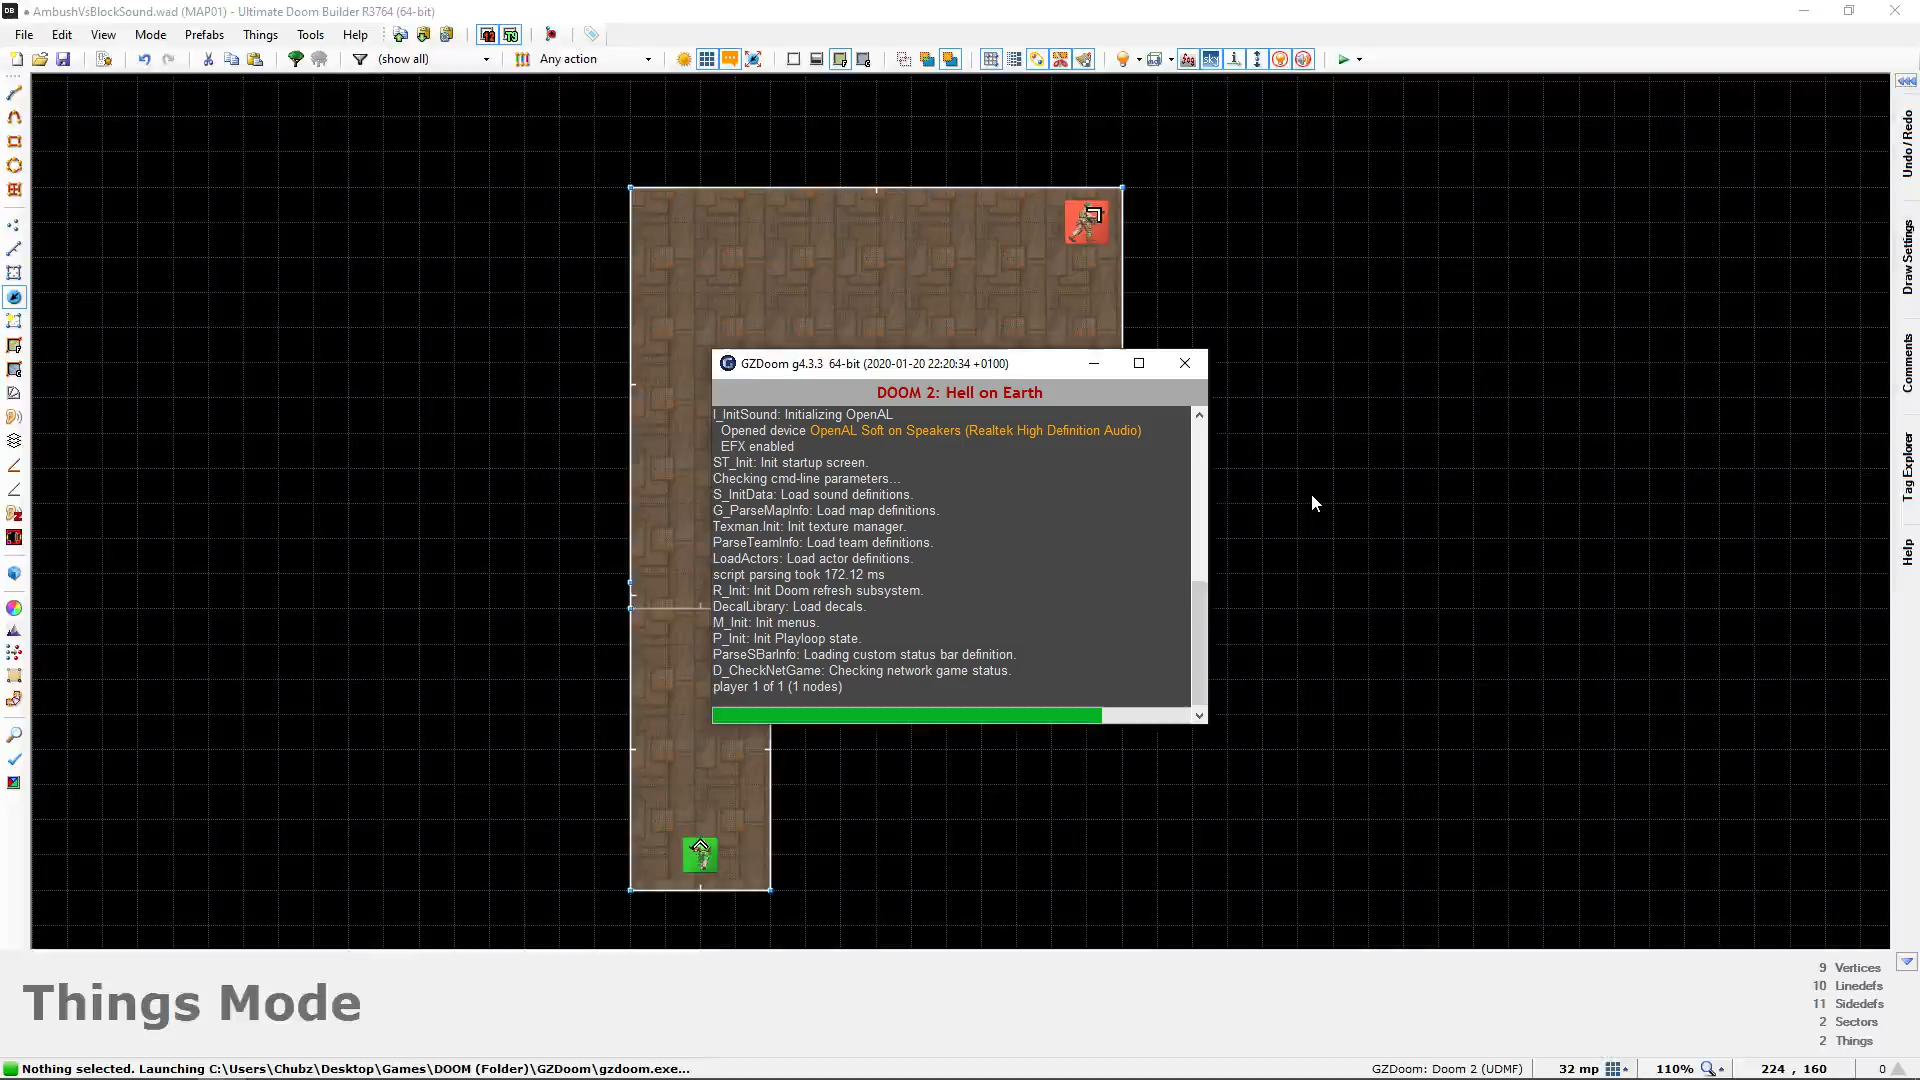 AmbushVsBlockSound.wad (MAP01) - Ultimate Doom Builder R3764 (64-bit)
File Edit View Mode Prefabs Things Tools Help
(show all) Any action
Undo / Redo
Draw Settings
Comments
Tag Explorer
Help
GZDoom g4.3.3 64-bit (2020-01-20 22:20:34 +0100)
DOOM 2: Hell on Earth
I_InitSound: Initializing OpenAL
Opened device OpenAL Soft on Speakers (Realtek High Definition Audio)
EFX enabled
ST_Init: Init startup screen.
Checking cmd-line parameters...
S_InitData: Load sound definitions.
G_ParseMapInfo: Load map definitions.
Texman.Init: Init texture manager.
ParseTeamInfo: Load team definitions.
LoadActors: Load actor definitions.
script parsing took 172.12 ms
R_Init: Init Doom refresh subsystem.
DecalLibrary: Load decals.
M_Init: Init menus.
P_Init: Init Playloop state.
ParseSBarInfo: Loading custom status bar definition.
D_CheckNetGame: Checking network game status.
player 1 of 1 (1 nodes)
Things Mode
9 Vertices
10 Linedefs
11 Sidedefs
2 Sectors
2 Things
Nothing selected. Launching C:\Users\Chubz\Desktop\Games\DOOM (Folder)\GZDoom\gzdoom.exe...
GZDoom: Doom 2 (UDMF) 32 mp 110% 224 , 160 0